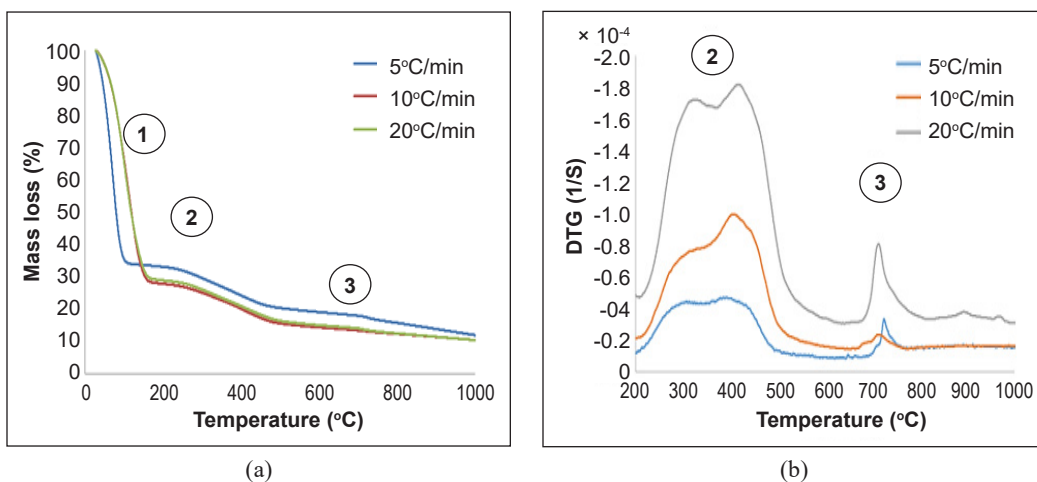 100
90
80
70
60
50
40
30
20
10
0
Mass loss (%)
0 200 400 600 800 1000
Temperature (°C)
5°C/min
10°C/min
20°C/min
1
2
3
(a)
× 10⁻⁴
-2.0
-1.8
-1.6
-1.4
-1.2
-1.0
-0.8
-0.6
-04
-0.2
0
DTG (1/S)
200 300 400 500 600 700 800 900 1000
Temperature (°C)
5°C/min
10°C/min
20°C/min
2
3
(b)